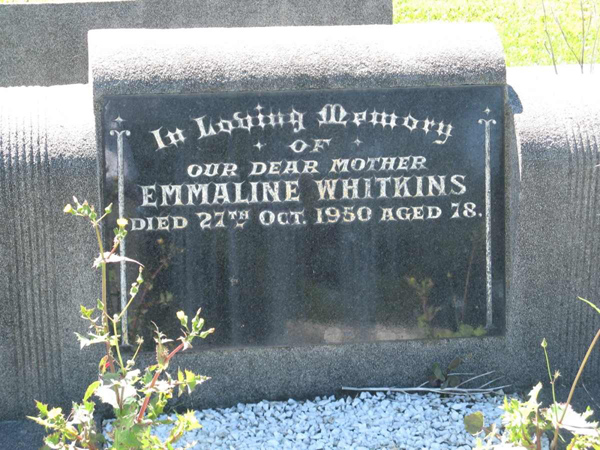 In Loving Memory
OF
OUR DEAR MOTHER
EMMALINE WHITKINS
DIED 27TH OCT. 1950 AGED 78.